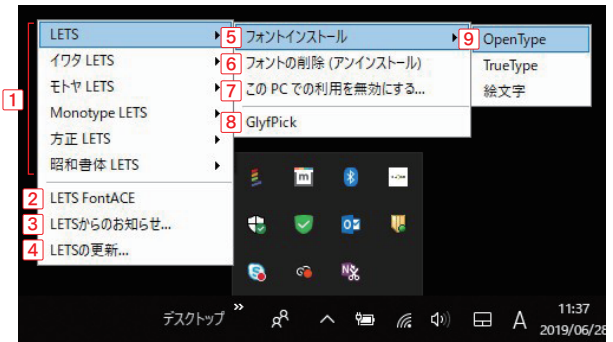 1
LETS
イワタ LETS
モトヤ LETS
Monotype LETS
方正 LETS
昭和書体 LETS
2 LETS FontACE
3 LETSからのお知らせ...
4 LETSの更新...
5 フォントインストール
6 フォントの削除 (アンインストール)
7 この PC での利用を無効にする...
8 GlyfPick
9 OpenType
TrueType
絵文字
m
N
デスクトップ
A
11:37
2019/06/28